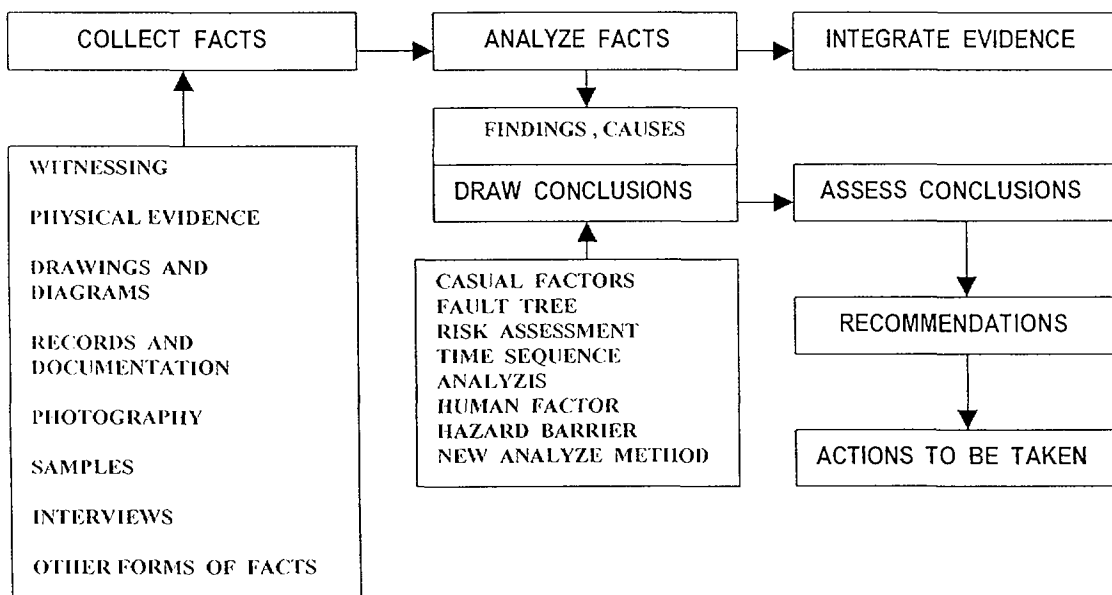 COLLECT FACTS
ANALYZE FACTS
INTEGRATE EVIDENCE
FINDINGS , CAUSES
DRAW CONCLUSIONS
ASSESS CONCLUSIONS
WITNESSING
PHYSICAL EVIDENCE
DRAWINGS AND
DIAGRAMS
RECORDS AND
DOCUMENTATION
PHOTOGRAPHY
SAMPLES
INTERVIEWS
OTHER FORMS OF FACTS
CASUAL FACTORS
FAULT TREE
RISK ASSESSMENT
TIME SEQUENCE
ANALYZIS
HUMAN FACTOR
HAZARD BARRIER
NEW ANALYZE METHOD
RECOMMENDATIONS
ACTIONS TO BE TAKEN